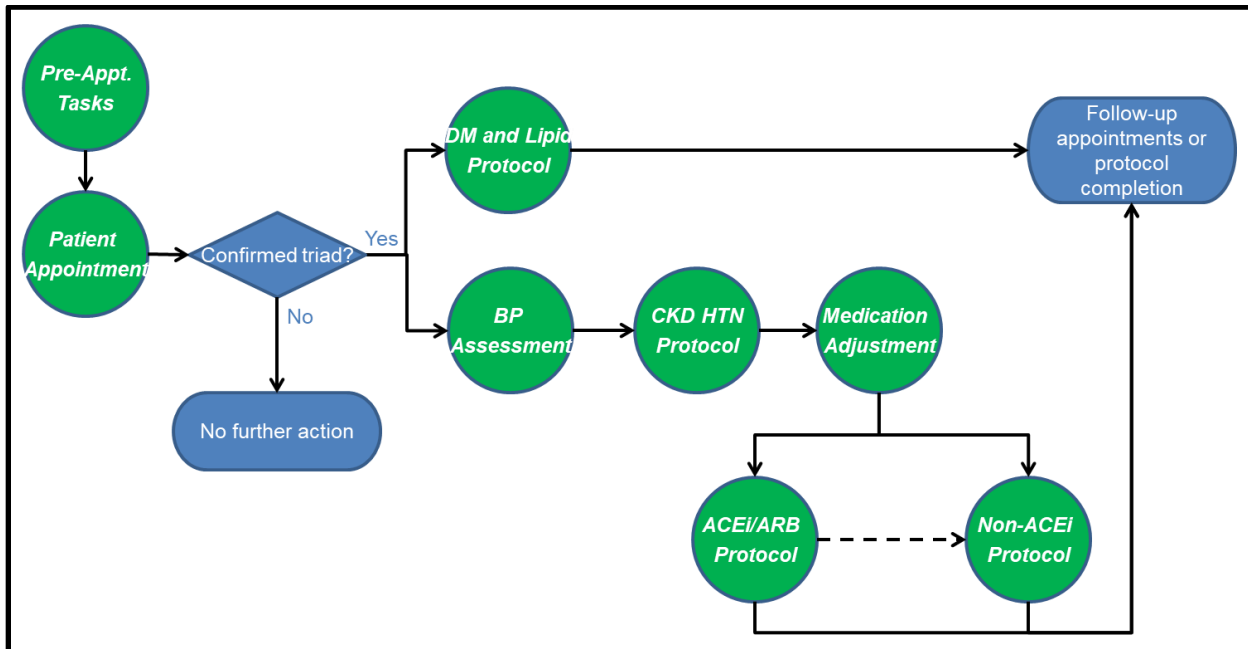 Pre-Appt.
Tasks
Patient
Appointment
Confirmed triad?
Yes
No
No further action
DM and Lipid
Protocol
BP
Assessment
CKD HTN
Protocol
Medication
Adjustment
ACEi/ARB
Protocol
Non-ACEi
Protocol
Follow-up
appointments or
protocol
completion